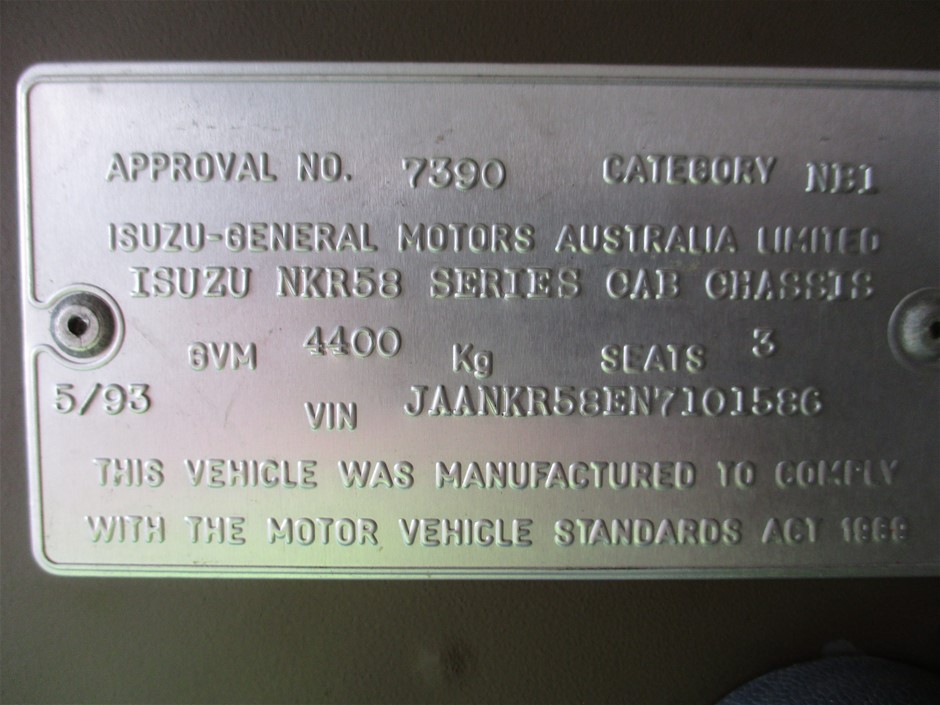 APPROVAL NO. 7390 CATEGORY NB1
ISUZU-GENERAL MOTORS AUSTRALIA LIMITED
ISUZU NKR58 SERIES CAB CHASSIS
GVM 4400 Kg SEATS 3
5/93 VIN JAANKR58EN7101586
THIS VEHICLE WAS MANUFACTURED TO COMPLY
WITH THE MOTOR VEHICLE STANDARDS ACT 1989